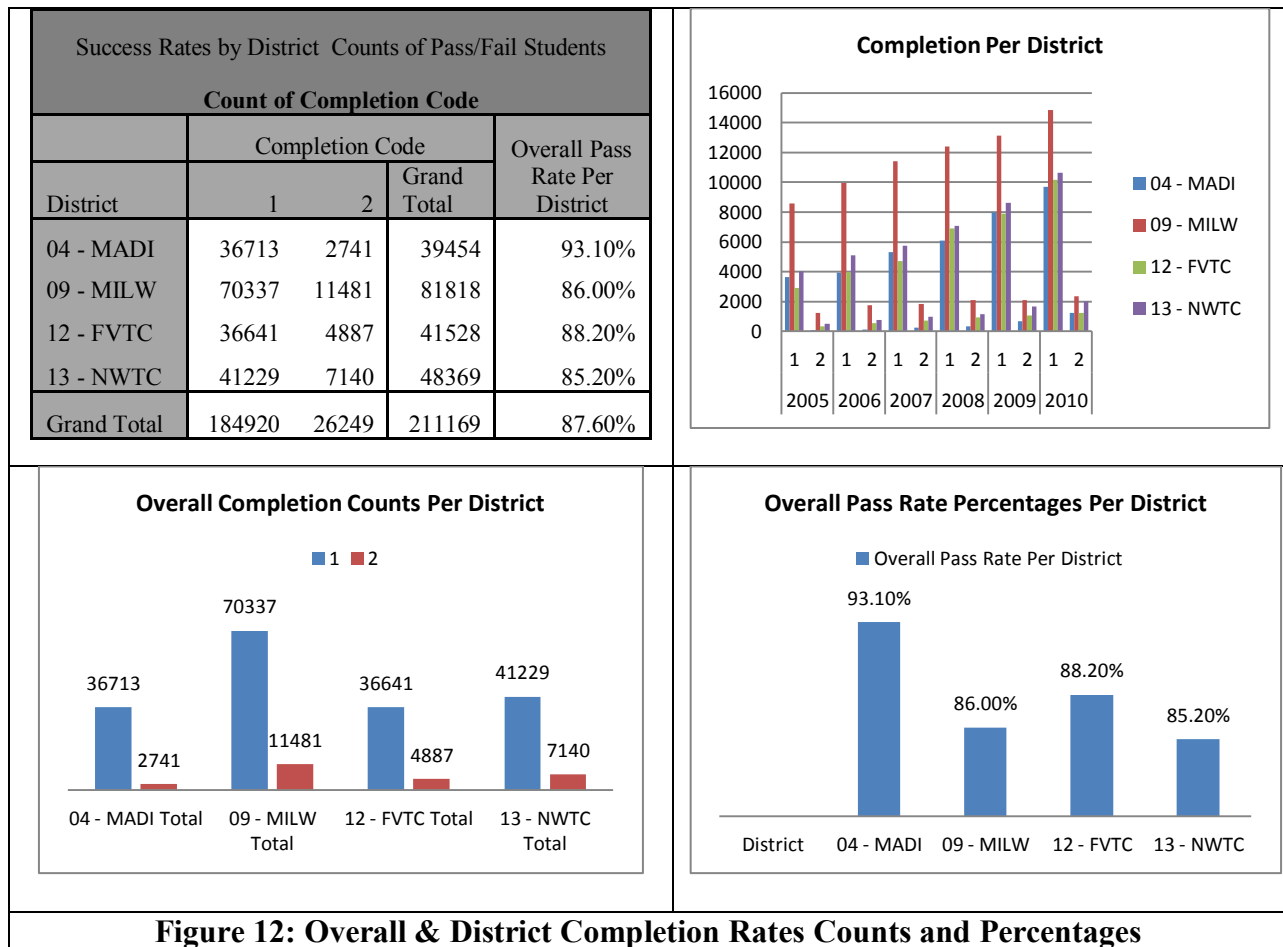 Success Rates by District Counts of Pass/Fail Students
Count of Completion Code
Completion Code
Overall Pass
Rate Per
District
District
1
2
Grand
Total
04 - MADI 36713 2741 39454 93.10%
09 - MILW 70337 11481 81818 86.00%
12 - FVTC 36641 4887 41528 88.20%
13 - NWTC 41229 7140 48369 85.20%
Grand Total 184920 26249 211169 87.60%
Completion Per District
16000
14000
12000
10000
8000
6000
4000
2000
0
1 2 1 2 1 2 1 2 1 2 1 2
2005 2006 2007 2008 2009 2010
04 - MADI
09 - MILW
12 - FVTC
13 - NWTC
Overall Completion Counts Per District
1 2
36713
2741
70337
11481
36641
4887
41229
7140
04 - MADI Total
09 - MILW
Total
12 - FVTC Total
13 - NWTC
Total
Overall Pass Rate Percentages Per District
Overall Pass Rate Per District
93.10%
86.00%
88.20%
85.20%
District 04 - MADI 09 - MILW 12 - FVTC 13 - NWTC
Figure 12: Overall & District Completion Rates Counts and Percentages